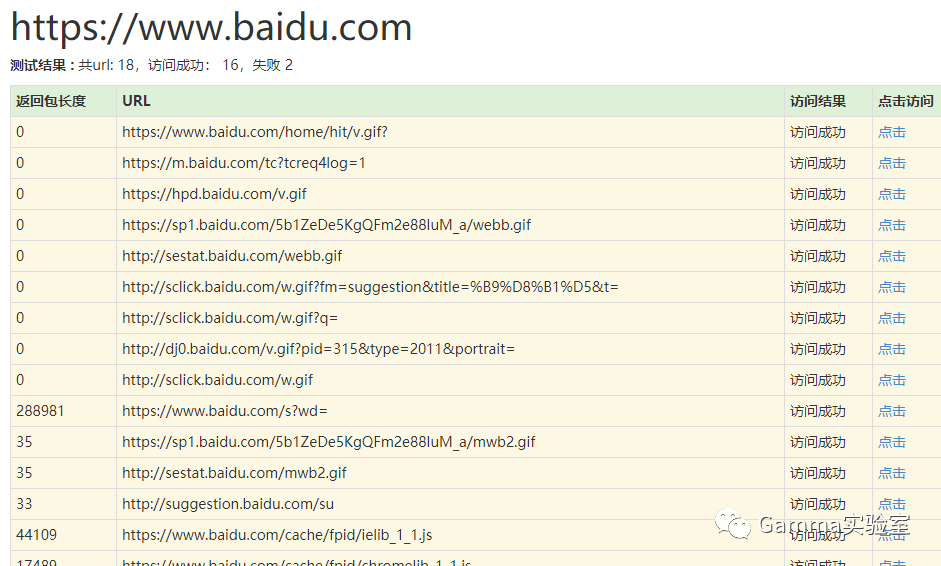 https://www.baidu.com
测试结果 : 共url: 18，访问成功： 16，失败 2
返回包长度 URL 访问结果 点击访问
0 https://www.baidu.com/home/hit/v.gif? 访问成功 点击
0 https://m.baidu.com/tc?tcreq4log=1 访问成功 点击
0 https://hpd.baidu.com/v.gif 访问成功 点击
0 https://sp1.baidu.com/5b1ZeDe5KgQFm2e88IuM_a/webb.gif 访问成功 点击
0 http://sestat.baidu.com/webb.gif 访问成功 点击
0 http://sclick.baidu.com/w.gif?fm=suggestion&title=%B9%D8%B1%D5&t= 访问成功 点击
0 http://sclick.baidu.com/w.gif?q= 访问成功 点击
0 http://dj0.baidu.com/v.gif?pid=315&type=2011&portrait= 访问成功 点击
0 http://sclick.baidu.com/w.gif 访问成功 点击
288981 https://www.baidu.com/s?wd= 访问成功 点击
35 https://sp1.baidu.com/5b1ZeDe5KgQFm2e88IuM_a/mwb2.gif 访问成功 点击
35 http://sestat.baidu.com/mwb2.gif 访问成功 点击
33 http://suggestion.baidu.com/su 访问成功 点击
44109 https://www.baidu.com/cache/fpid/ielib_1_1.js 访问成功 点击
Gamma实验室
17489 https://www.baidu.com/cache/fpid/chromelib_1_1.js 访问成功 点击